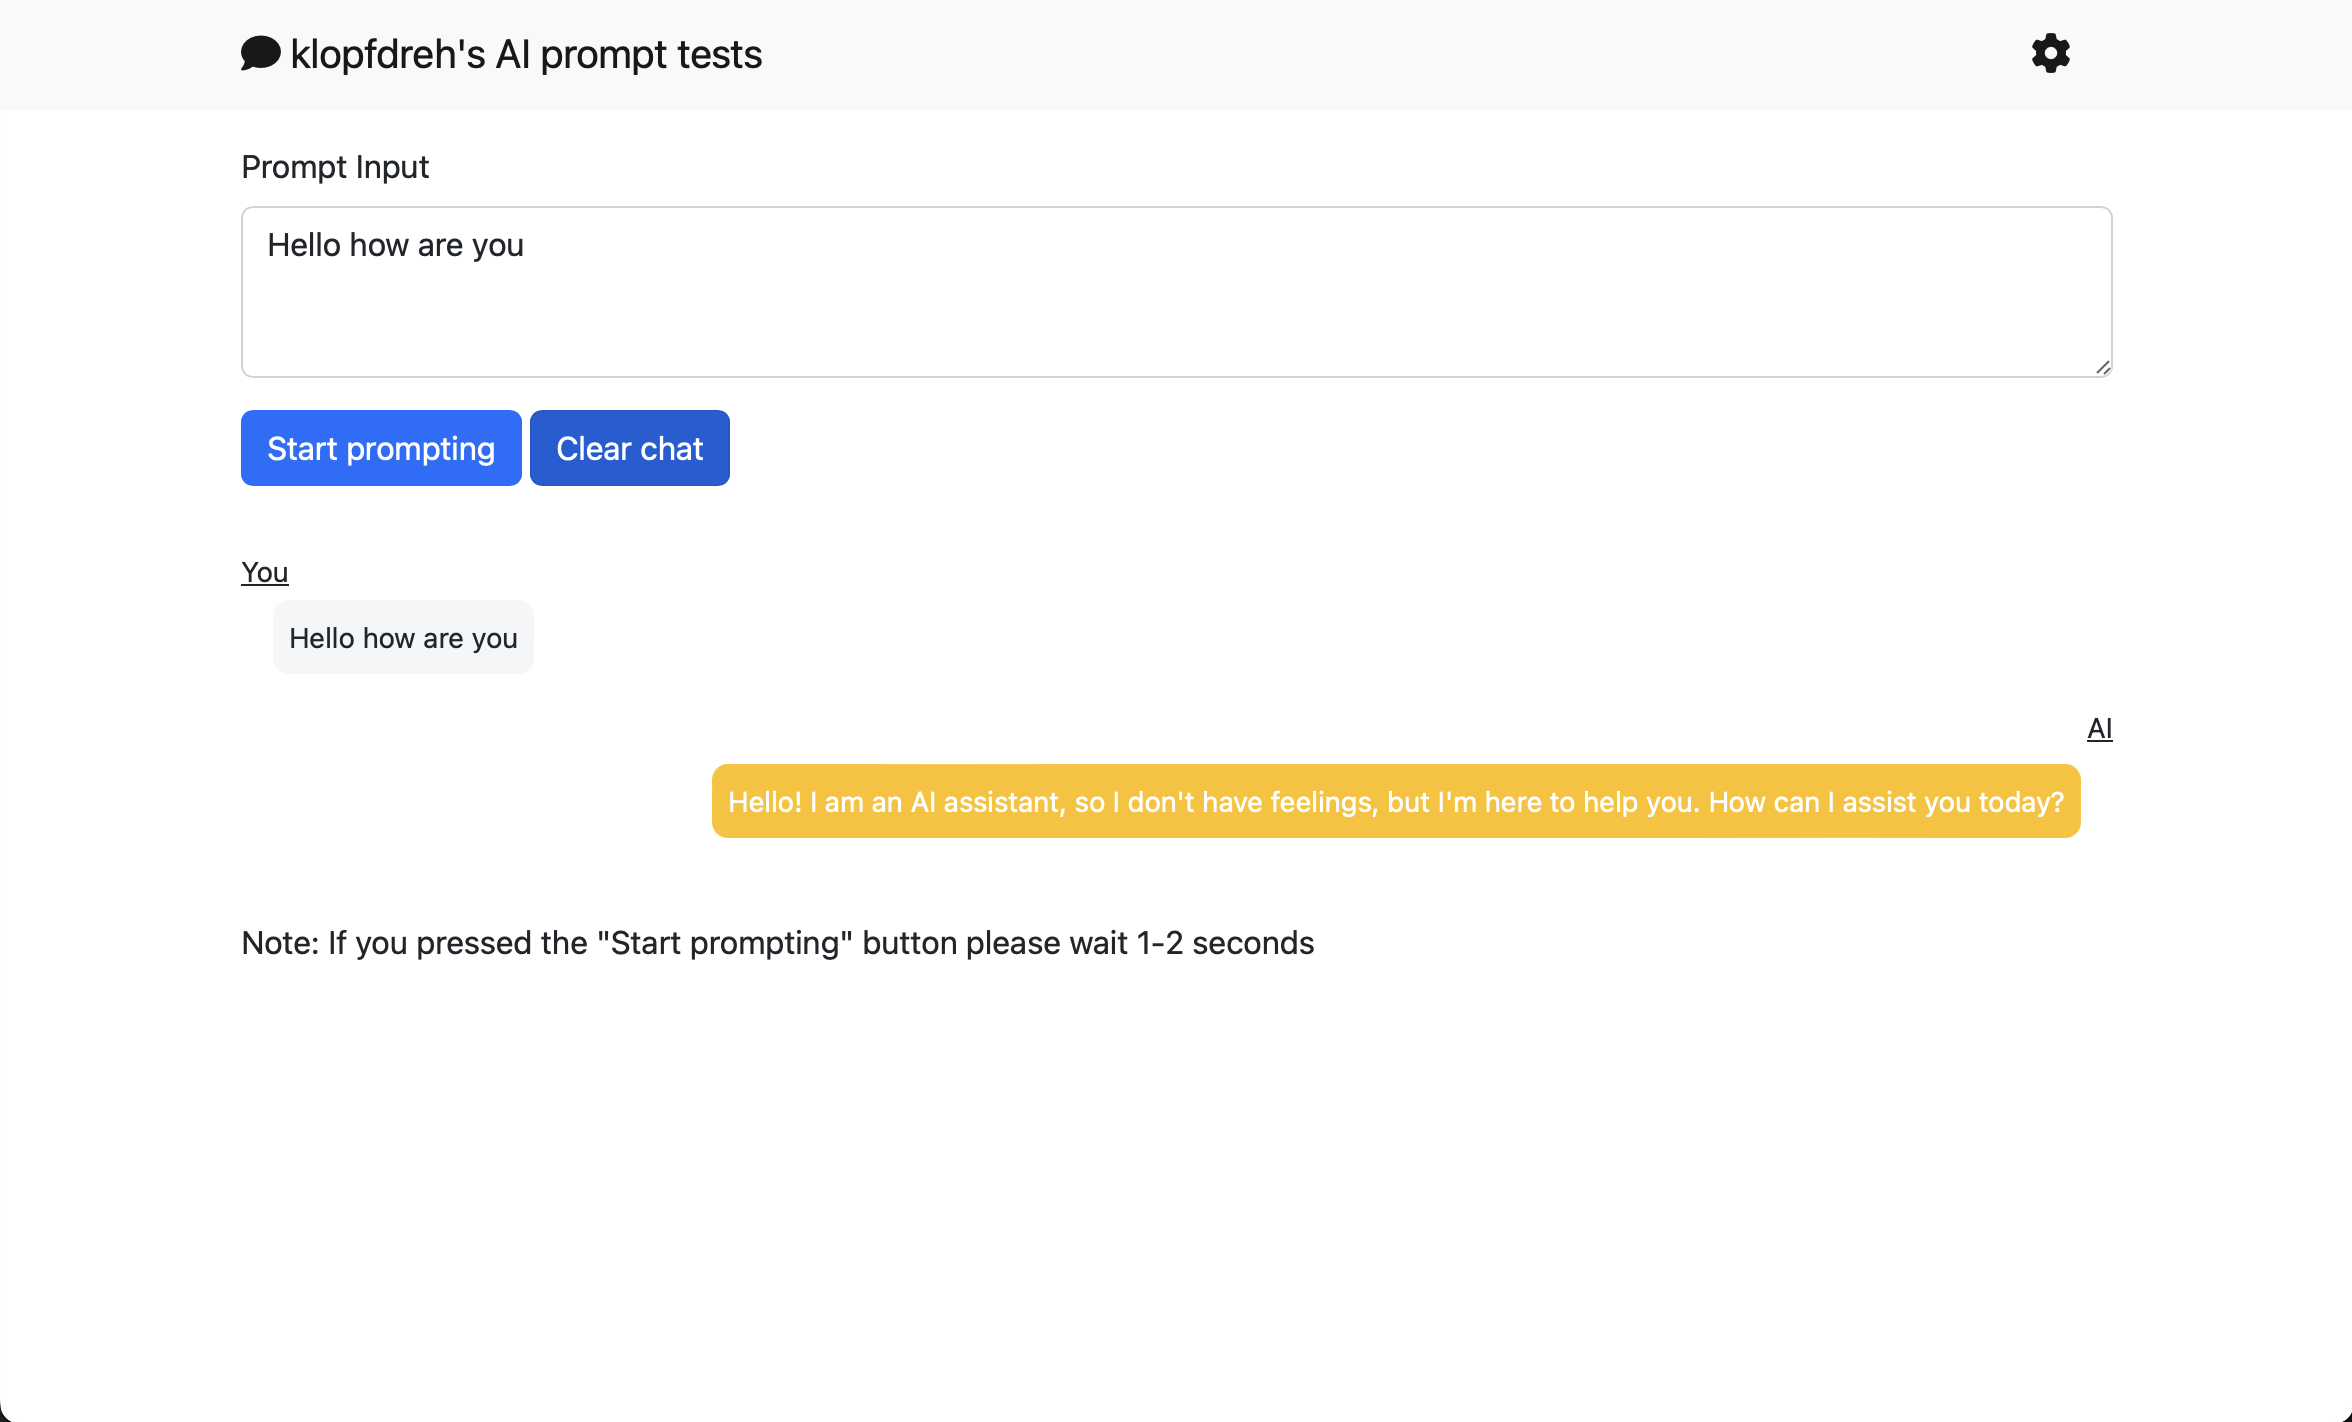 klopfdreh's AI prompt tests
Prompt Input
Hello how are you
Start prompting Clear chat
You
Hello how are you
AI
Hello! I am an AI assistant, so I don't have feelings, but I'm here to help you. How can I assist you today?
Note: If you pressed the "Start prompting" button please wait 1-2 seconds